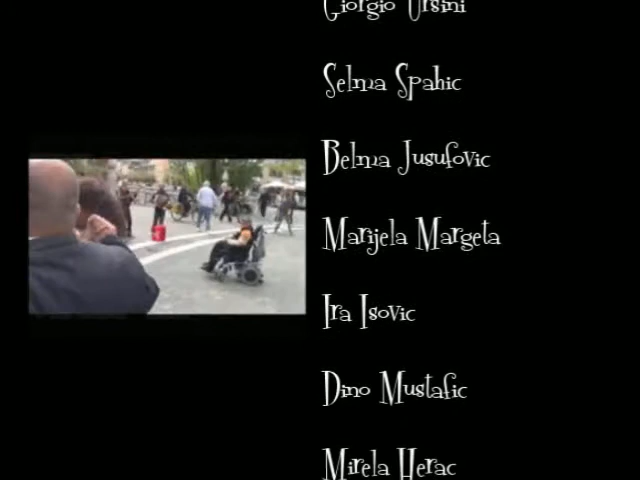 Giorgio Ursini
Selma Spahic
Belma Jusufovic
Marijela Margeta
Ira Isovic
Dino Mustafic
Mirela Herac